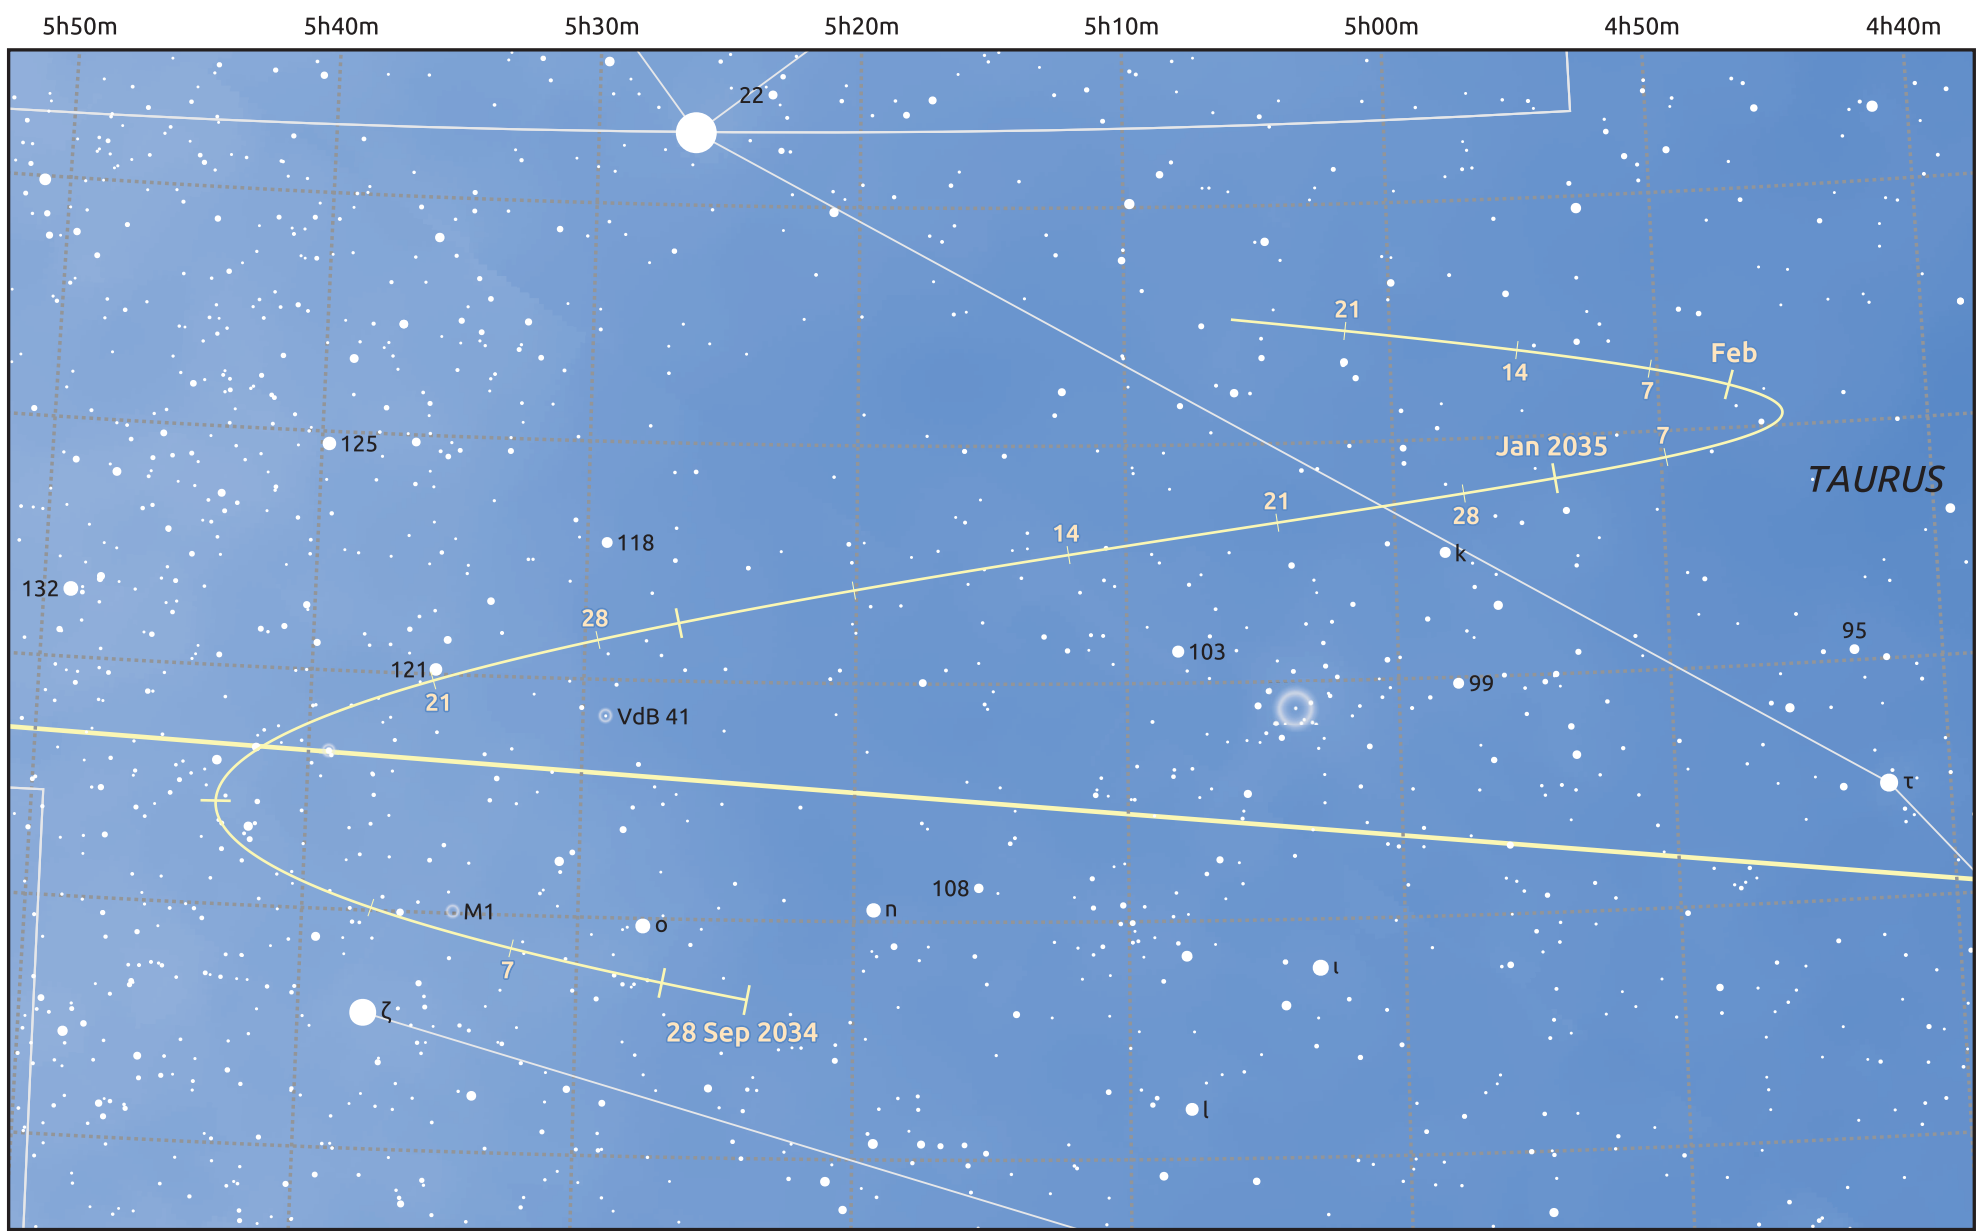 5h50m 5h40m 5h30m 5h20m 5h10m 5h00m 4h50m 4h40m
22
21
Feb
14
7
125
Jan 2035
7
TAURUS
21
28
14
118
k
132
28
95
103
121
99
21
VdB 41
τ
108
M1
n
o
ι
7
ζ
28 Sep 2034
l